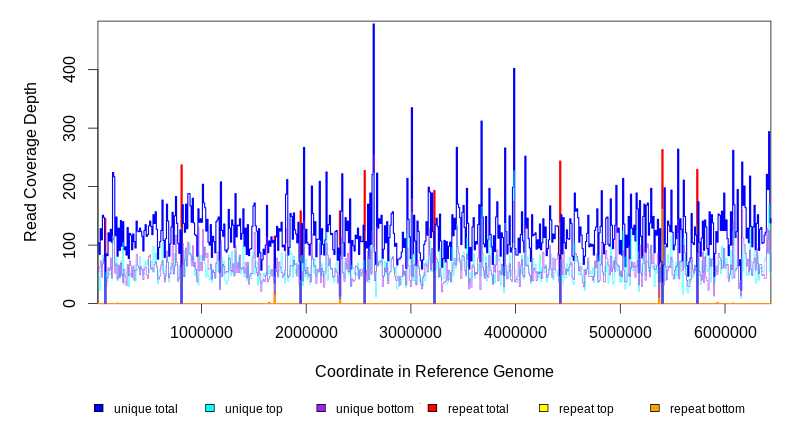 Read Coverage Depth
400
300
200
100
0
1000000 2000000 3000000 4000000 5000000 6000000
Coordinate in Reference Genome
unique total unique top unique bottom repeat total repeat top repeat bottom